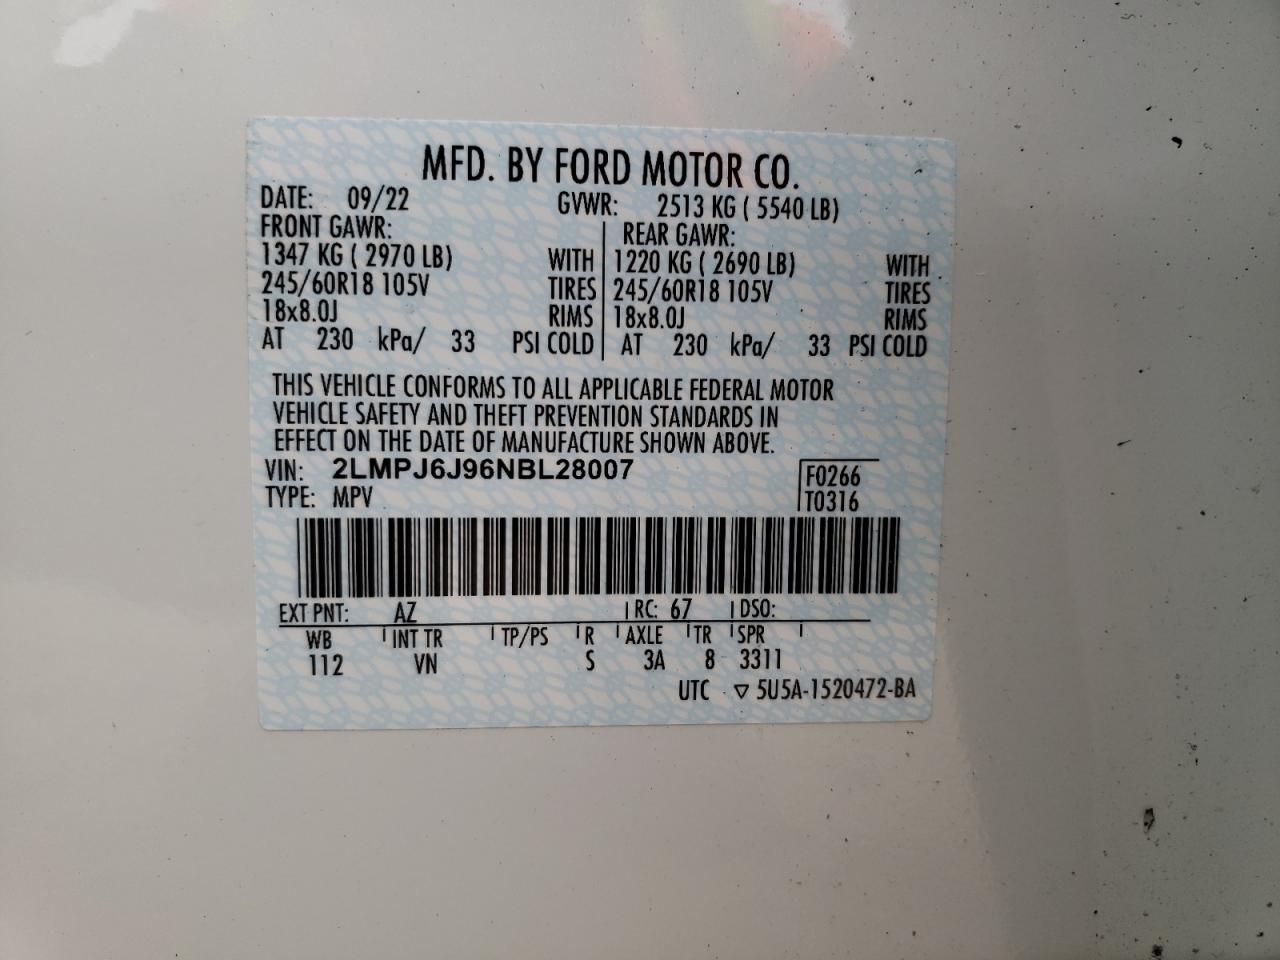 MFD. BY FORD MOTOR CO.
DATE: 09/22 GVWR: 2513 KG ( 5540 LB)
FRONT GAWR: REAR GAWR:
1347 KG ( 2970 LB) WITH 1220 KG ( 2690 LB) WITH
245/60R18 105V TIRES 245/60R18 105V TIRES
18x8.0J RIMS 18x8.0J RIMS
AT 230 kPa/ 33 PSI COLD AT 230 kPa/ 33 PSI COLD
THIS VEHICLE CONFORMS TO ALL APPLICABLE FEDERAL MOTOR
VEHICLE SAFETY AND THEFT PREVENTION STANDARDS IN
EFFECT ON THE DATE OF MANUFACTURE SHOWN ABOVE.
VIN: 2LMPJ6J96NBL28007 F0266
TYPE: MPV T0316
EXT PNT: AZ RC: 67 DSO:
WB INT TR TP/PS R AXLE TR SPR
112 VN S 3A 8 3311
UTC ▽ 5U5A-1520472-BA